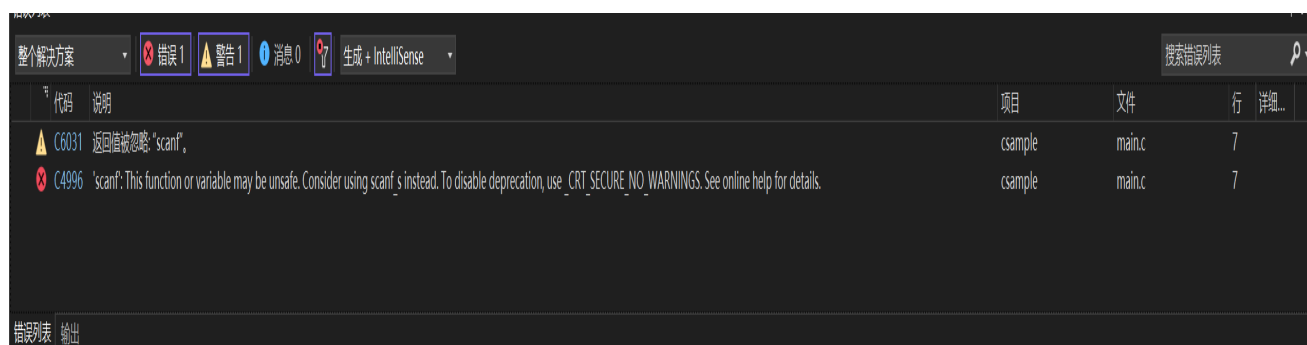 整个解决方案 错误 1 警告 1 消息 0 生成 + IntelliSense 搜索错误列表
代码 说明 项目 文件 行 详细...
C6031 返回值被忽略: "scanf"。 csample main.c 7
C4996 'scanf': This function or variable may be unsafe. Consider using scanf_s instead. To disable deprecation, use _CRT_SECURE_NO_WARNINGS. See online help for details. csample main.c 7
错误列表 输出